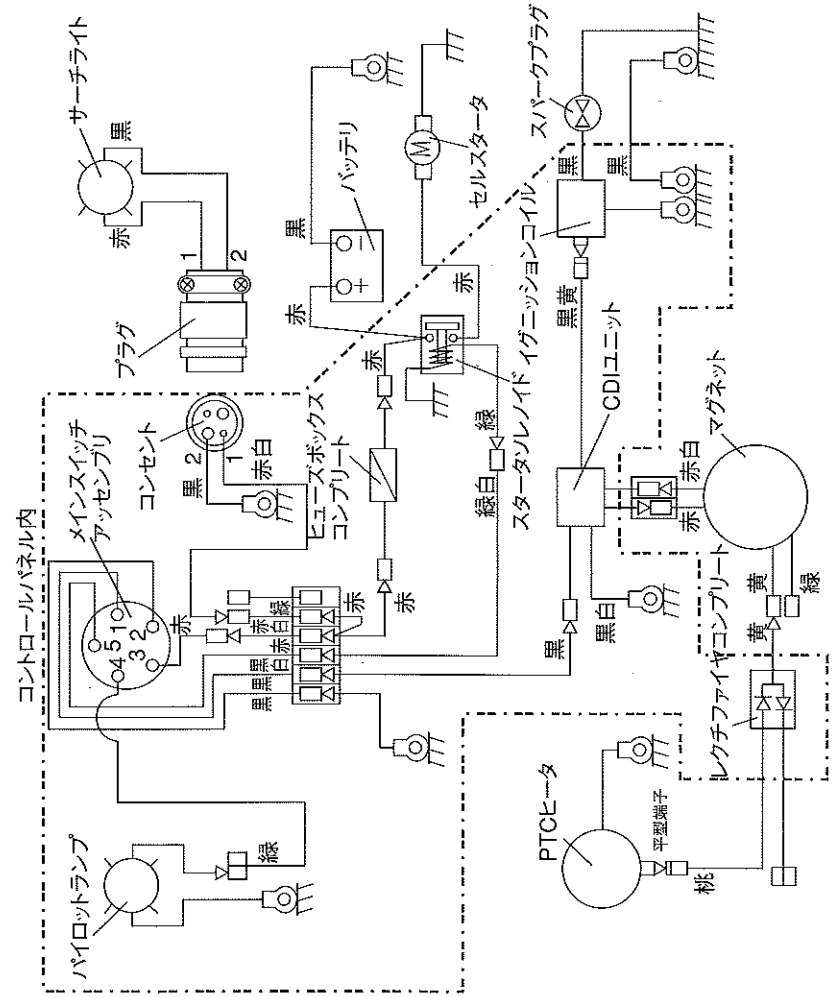 コントロールパネル内
メインスイッチ
アッセンブリ
パイロットランプ
緑
4
5
1
3
2
赤
コンセント
2
1
黒
赤白
プラグ
1
2
サーチライト
赤
黒
ヒューズボックス
コンプリート
黒
黒
黒白
赤
赤白
緑
赤
赤
赤
バッテリ
赤
黒
+
−
セルスタータ
M
赤
スタータソレノイド
緑
緑白
イグニッションコイル
黒黄
スパークプラグ
黒
黒
CDIユニット
黒
黒白
赤
赤白
マグネット
黄
緑
黄
レクチファイヤコンプリート
PTCヒータ
平型端子
桃